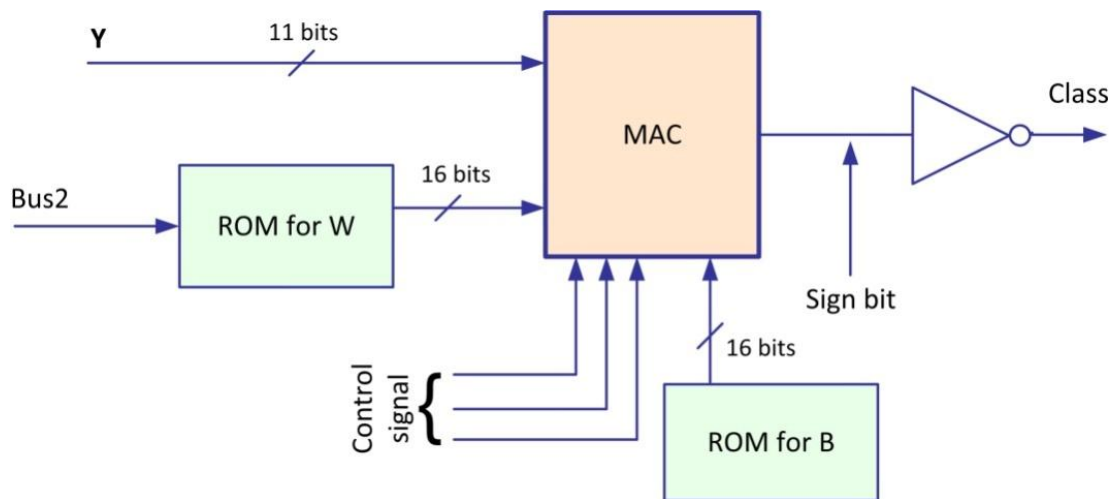 Y
11 bits
MAC
Class
Bus2
ROM for W
16 bits
Sign bit
Control
signal
{
16 bits
ROM for B